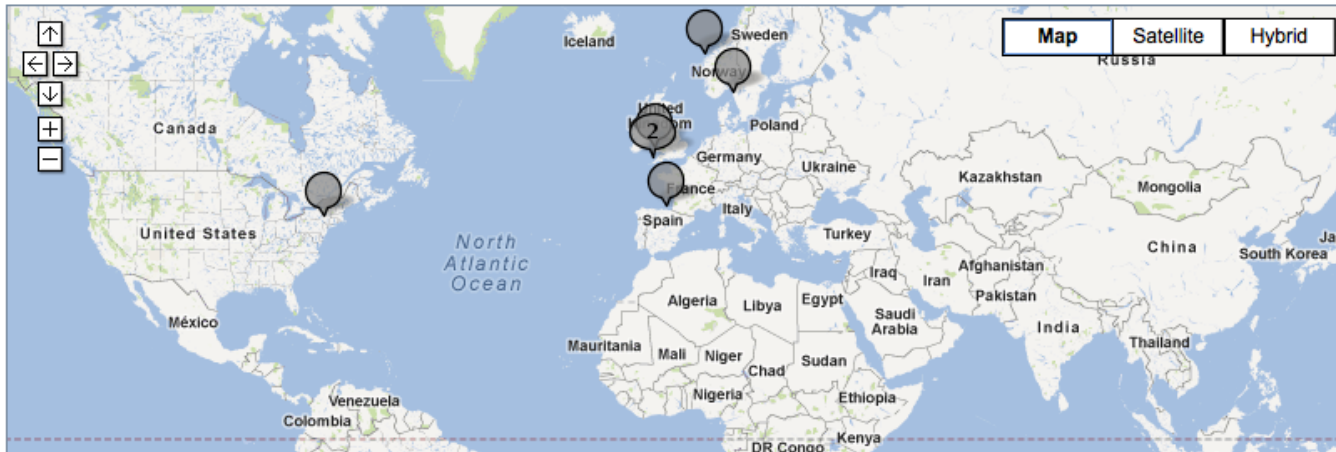 Map
Satellite
Hybrid
Iceland
Sweden
Russia
Norway
Canada
United
2
Poland
Germany
Ukraine
Kazakhstan
Mongolia
France
United States
Spain
Italy
Turkey
China
South Korea
North
Atlantic
Ocean
Iraq
Iran
Afghanistan
Pakistan
México
Algeria
Libya
Egypt
Saudi
Arabia
India
Mauritania
Mali
Niger
Chad
Sudan
Thailand
Nigeria
Ethiopia
Venezuela
Colombia
DR Congo
Kenya